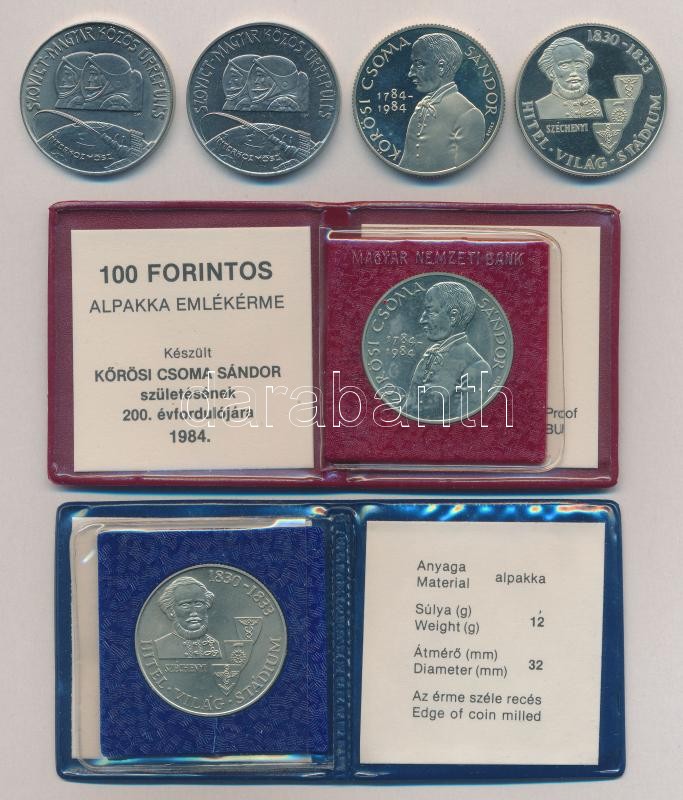 SZOVJET-MAGYAR KÖZÖS ŰRREPÜLÉS
INTERKOZMOSZ
SZOVJET-MAGYAR KÖZÖS ŰRREPÜLÉS
INTERKOZMOSZ
KŐRÖSI CSOMA SÁNDOR
1784-
1984
1830-1833
SZÉCHENYI
HITEL·VILÁG·STÁDIUM
100 FORINTOS
ALPAKKA EMLÉKÉRME
Készült
KŐRÖSI CSOMA SÁNDOR
születésének
200. évfordulójára
1984.
MAGYAR NEMZETI BANK
KŐRÖSI CSOMA SÁNDOR
1784-
1984
Proof
BU
darabanth
1830-1833
SZÉCHENYI
HITEL·VILÁG·STÁDIUM
Anyaga
Material alpakka
Súlya (g)
Weight (g) 12
Átmérő (mm)
Diameter (mm) 32
Az érme széle recés
Edge of coin milled